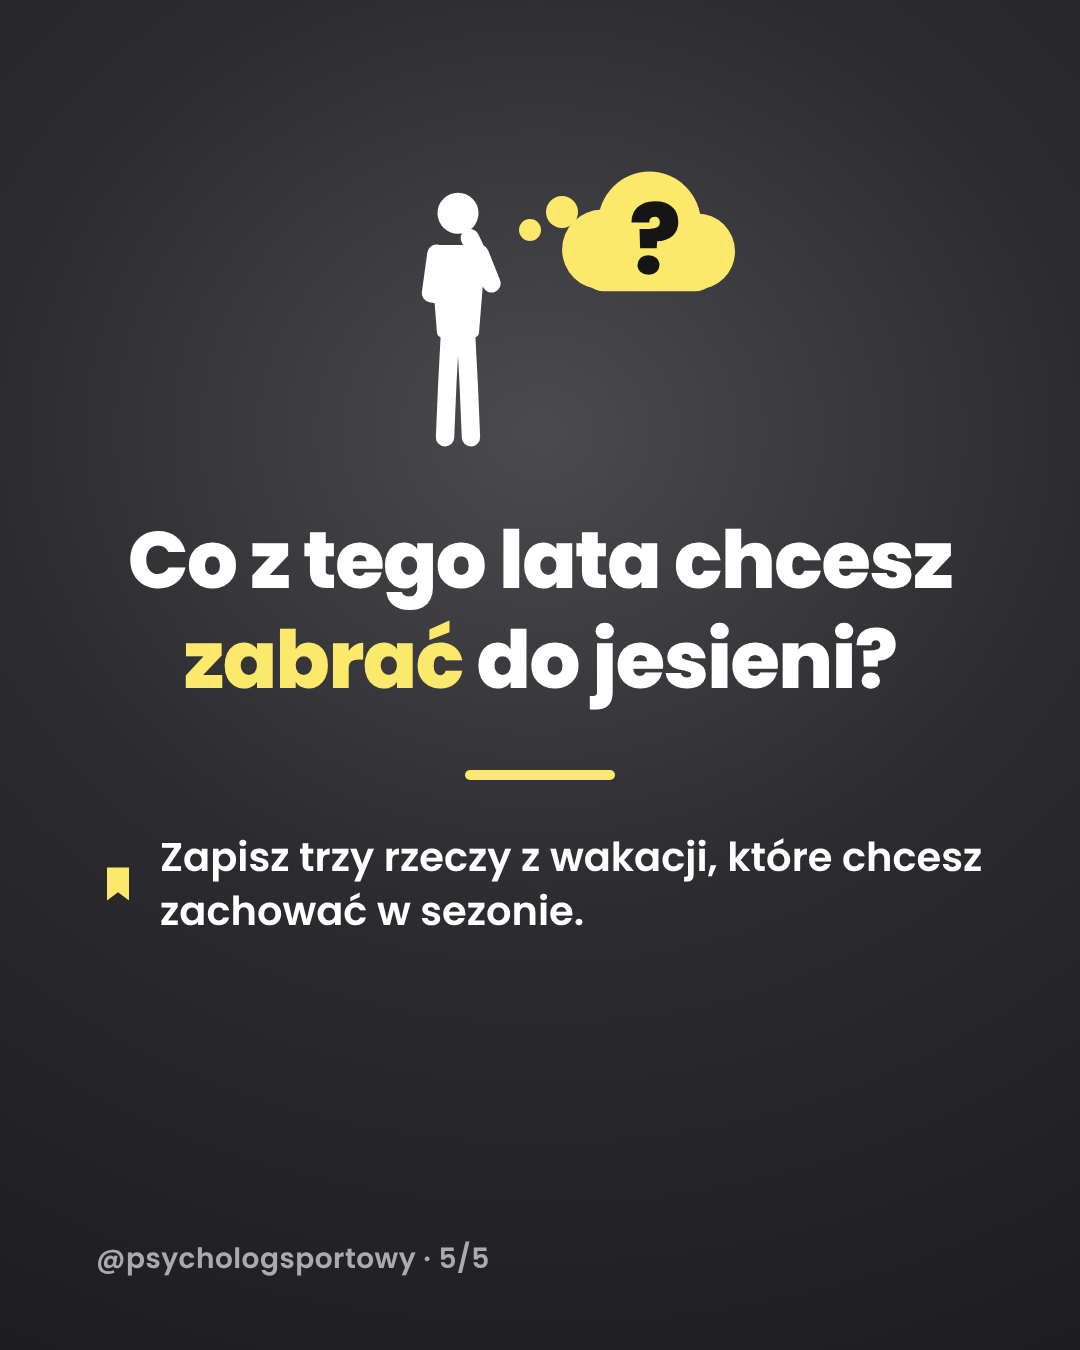 ?
Co z tego lata chcesz
zabrać do jesieni?
Zapisz trzy rzeczy z wakacji, które chcesz
zachować w sezonie.
@psychologsportowy · 5/5